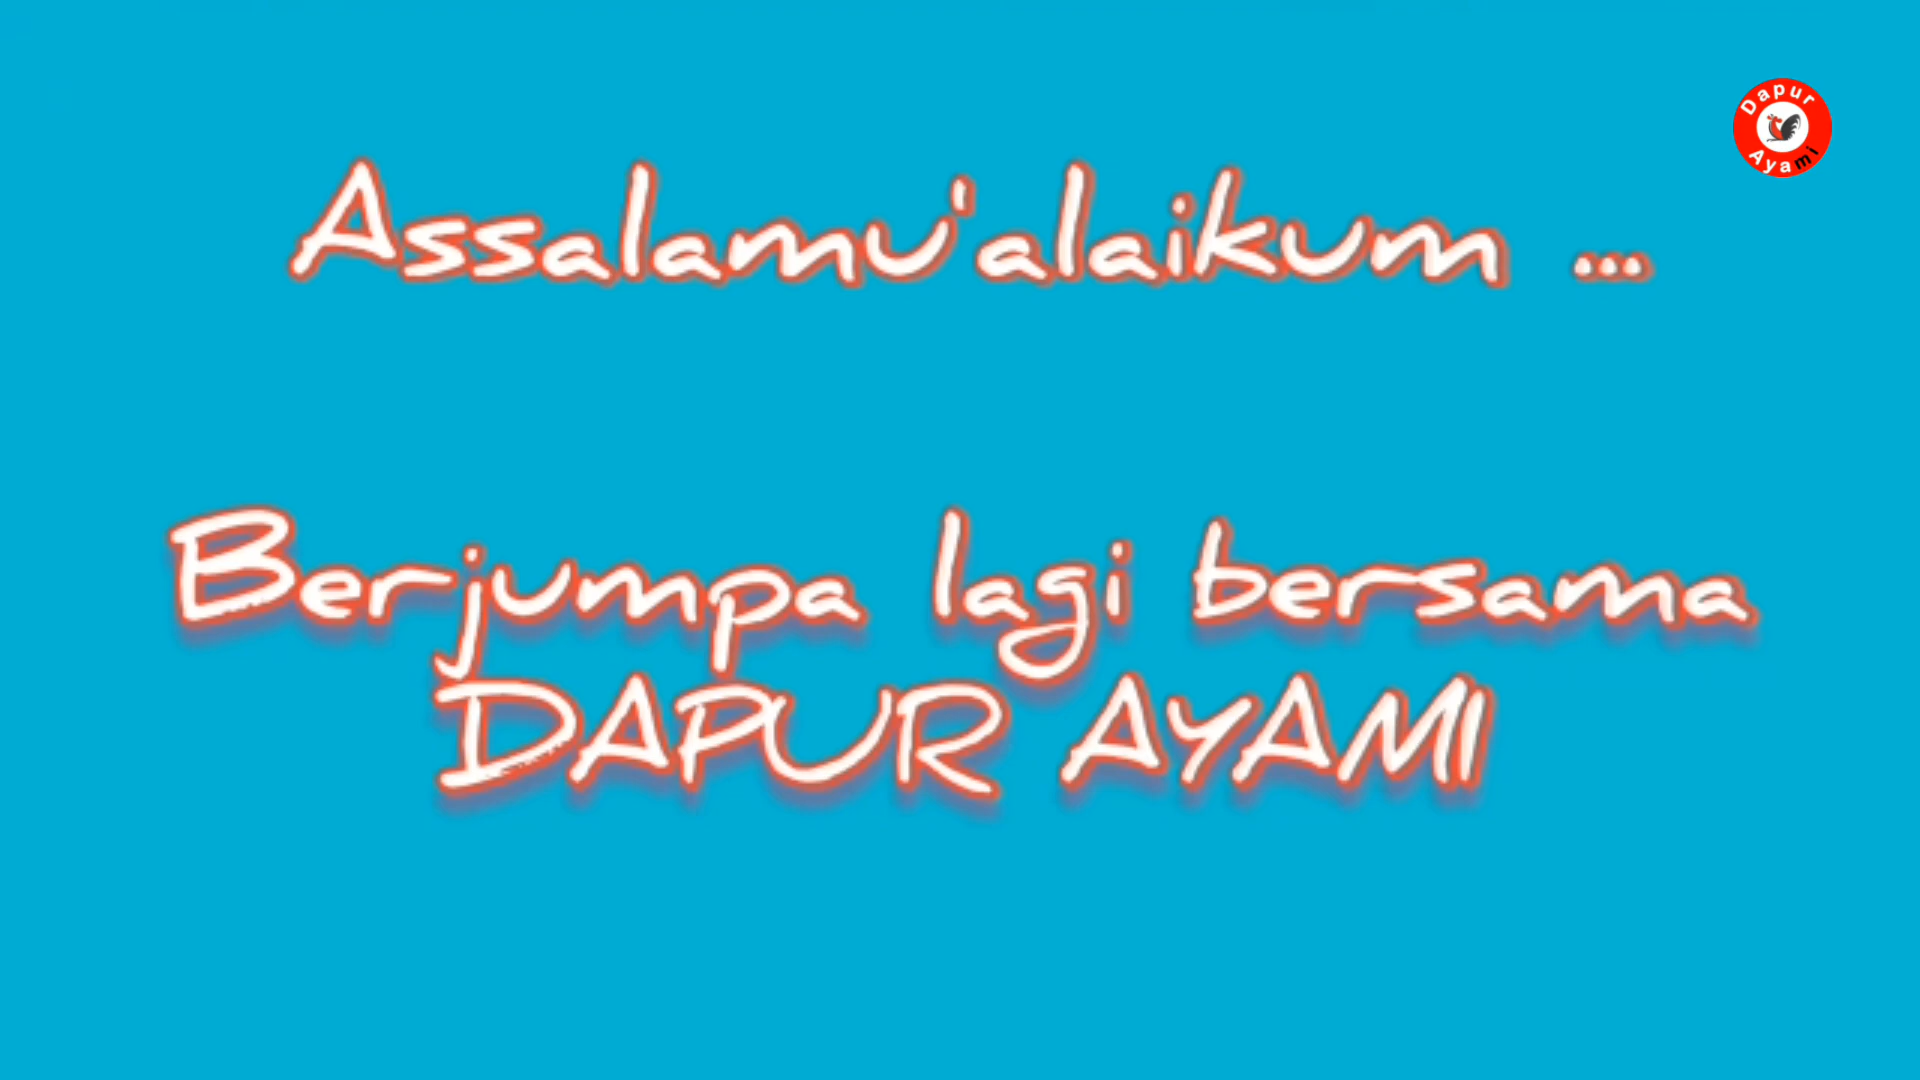 Dapur
Ayami
Assalamu'alaikum ...
Berjumpa lagi bersama
DAPUR AYAMI